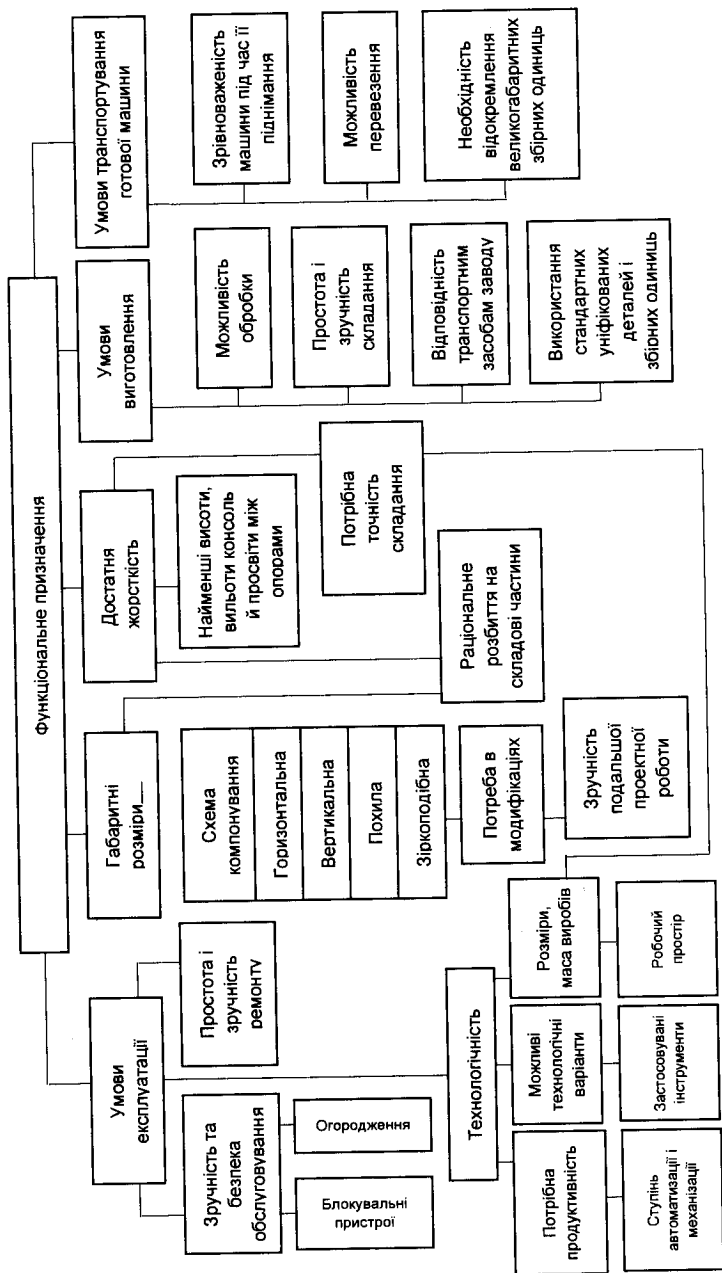 Функціональне призначення
Умови
експлуатації
Габаритні
розміри__
Достатня
жорсткість
Умови
виготовлення
Умови транспортування
готової машини
Зручність та
безпека
обслуговування
Простота і
зручність
ремонту
Блокувальні
пристрої
Огородження
Технологічність
Потрібна
продуктивність
Можливі
технологічні
варіанти
Розміри,
маса виробів
Ступінь
автоматизації і
механізації
Застосовувані
інструменти
Робочий
простір
Схема
компонування
Горизонтальна
Вертикальна
Похила
Зіркоподібна
Потреба в
модифікаціях
Зручність
подальшої
проектної
роботи
Найменші висоти,
вильоти консоль
й просвіти між
опорами
Потрібна
точність
складання
Раціональне
розбиття на
складові частини
Можливість
обробки
Простота і
зручність
складання
Відповідність
транспортним
засобам заводу
Використання
стандартних
уніфікованих
деталей і
збірних одиниць
Зрівноваженість
машини під час її
піднімання
Можливість
перевезення
Необхідність
відокремлення
великогабаритних
збірних одиниць